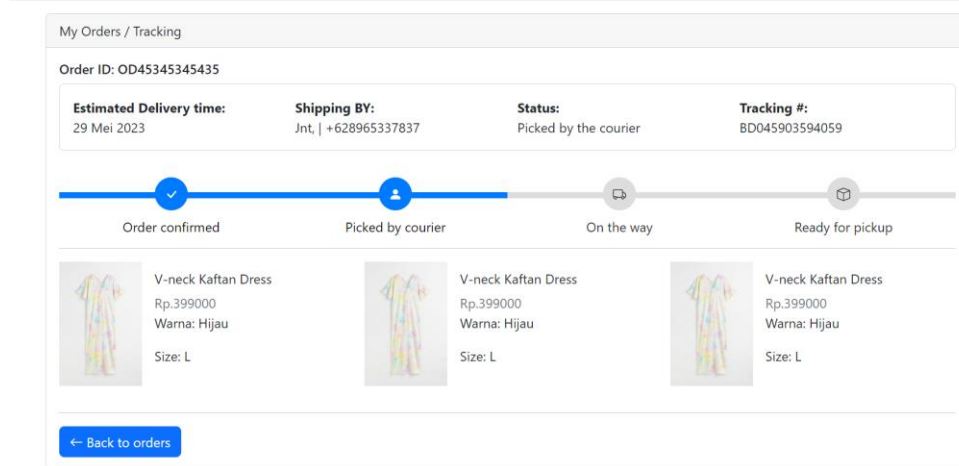 My Orders / Tracking
Order ID: OD45345345435
Estimated Delivery time:
29 Mei 2023
Shipping BY:
Jnt, | +628965337837
Status:
Picked by the courier
Tracking #:
BD045903594059
Order confirmed
Picked by courier
On the way
Ready for pickup
V-neck Kaftan Dress
Rp.399000
Warna: Hijau
Size: L
V-neck Kaftan Dress
Rp.399000
Warna: Hijau
Size: L
V-neck Kaftan Dress
Rp.399000
Warna: Hijau
Size: L
← Back to orders